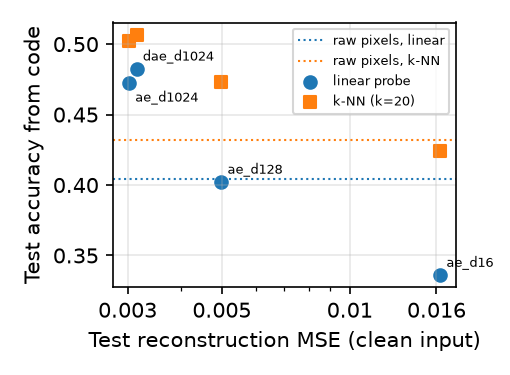 Test accuracy from code
0.50
0.45
0.40
0.35
raw pixels, linear
raw pixels, k-NN
linear probe
k-NN (k=20)
dae_d1024
ae_d1024
ae_d128
ae_d16
0.003
0.005
0.01
0.016
Test reconstruction MSE (clean input)